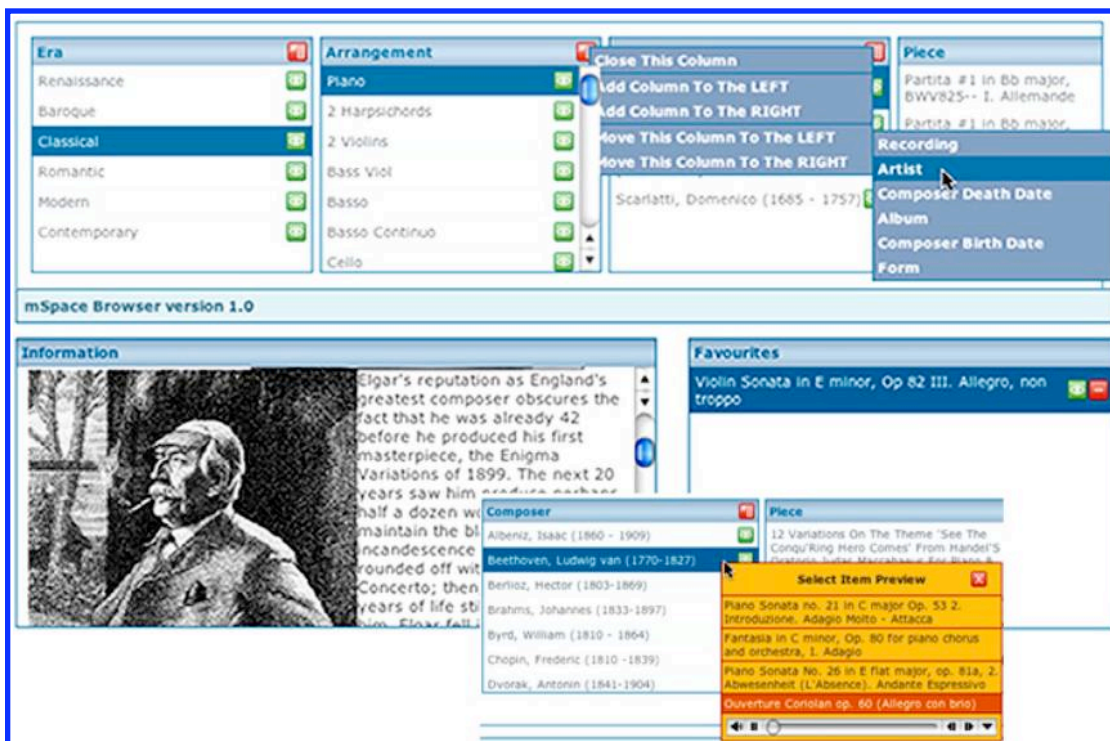 Era
Renaissance
Baroque
Classical
Romantic
Modern
Contemporary
Arrangement
Piano
2 Harpsichords
2 Violins
Bass Viol
Basso
Basso Continuo
Cello
Close This Column
Add Column To The LEFT
Add Column To The RIGHT
Move This Column To The LEFT
Move This Column To The RIGHT
Scarlatti, Domenico (1685 - 1757)
Piece
Partita #1 in Bb major,
BWV825-- I. Allemande
Partita #1 in Bb major,
Recording
Artist
Composer Death Date
Album
Composer Birth Date
Form
mSpace Browser version 1.0
Information
Elgar's reputation as England's
greatest composer obscures the
fact that he was already 42
before he produced his first
masterpiece, the Enigma
Variations of 1899. The next 20
years saw him produce perhaps
half a dozen
maintain the
incandescence
rounded off
Concerto; then
years of life
him. Elgar fell
Favourites
Violin Sonata in E minor, Op 82 III. Allegro, non
troppo
Composer
Albeniz, Isaac (1860 - 1909)
Beethoven, Ludwig van (1770-1827)
Berlioz, Hector (1803-1869)
Brahms, Johannes (1833-1897)
Byrd, William (1810 - 1864)
Chopin, Frederic (1810 -1839)
Dvorak, Antonin (1841-1904)
Piece
12 Variations On The Theme 'See The
Conqu'Ring Hero Comes' From Handel'S
Oratorio Judas Maccabaeus For Piano &
Select Item Preview
Piano Sonata no. 21 in C major Op. 53 2.
Introduzione. Adagio Molto - Attacca
Fantasia in C minor, Op. 80 for piano chorus
and orchestra, 1. Adagio
Piano Sonata No. 26 in E flat major, op. 81a, 2.
Abwesenheit (L'Absence). Andante Espressivo
Ouverture Coriolan op. 60 (Allegro con brio)